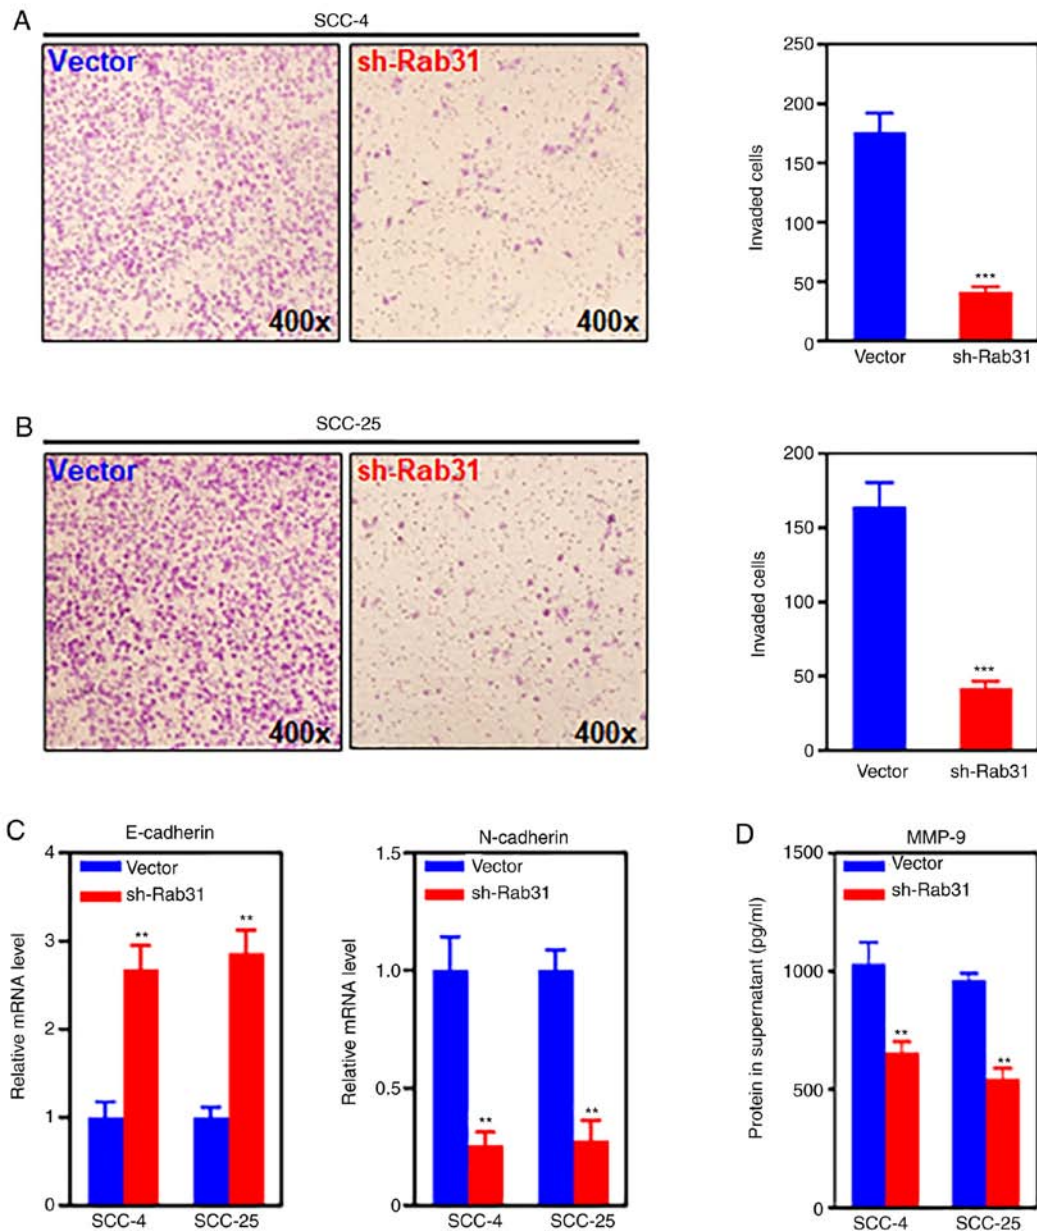 A
SCC-4
Vector
sh-Rab31
400x
400x
Invaded cells
250
200
150
100
50
0
***
Vector
sh-Rab31
B
SCC-25
Vector
sh-Rab31
400x
400x
Invaded cells
200
150
100
50
0
***
Vector
sh-Rab31
C
E-cadherin
Relative mRNA level
4
3
2
1
0
Vector
sh-Rab31
**
**
SCC-4
SCC-25
N-cadherin
Relative mRNA level
1.5
1.0
0.5
0
Vector
sh-Rab31
**
**
SCC-4
SCC-25
D
MMP-9
Protein in supernatant (pg/ml)
1500
1000
500
0
Vector
sh-Rab31
**
**
SCC-4
SCC-25